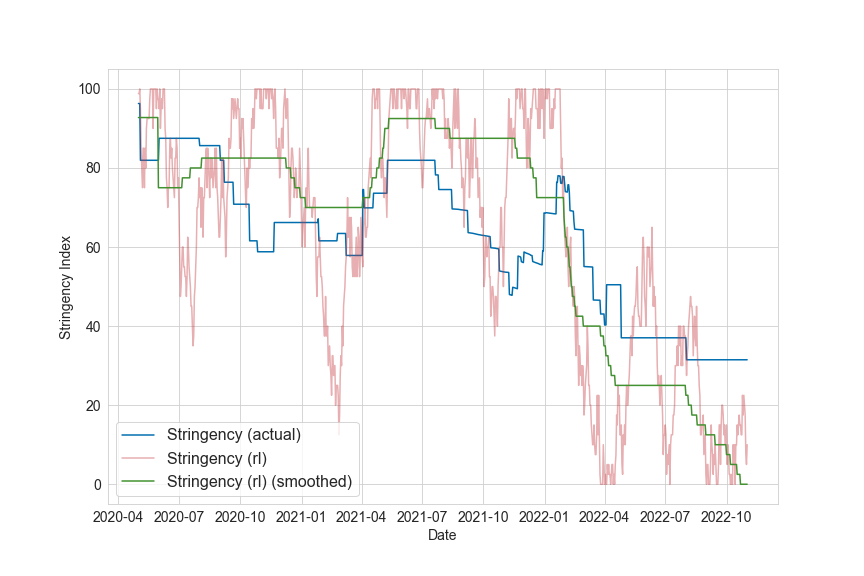 100
80
60
40
20
0
Stringency Index
Stringency (actual)
Stringency (rl)
Stringency (rl) (smoothed)
2020-04 2020-07 2020-10 2021-01 2021-04 2021-07 2021-10 2022-01 2022-04 2022-07 2022-10
Date